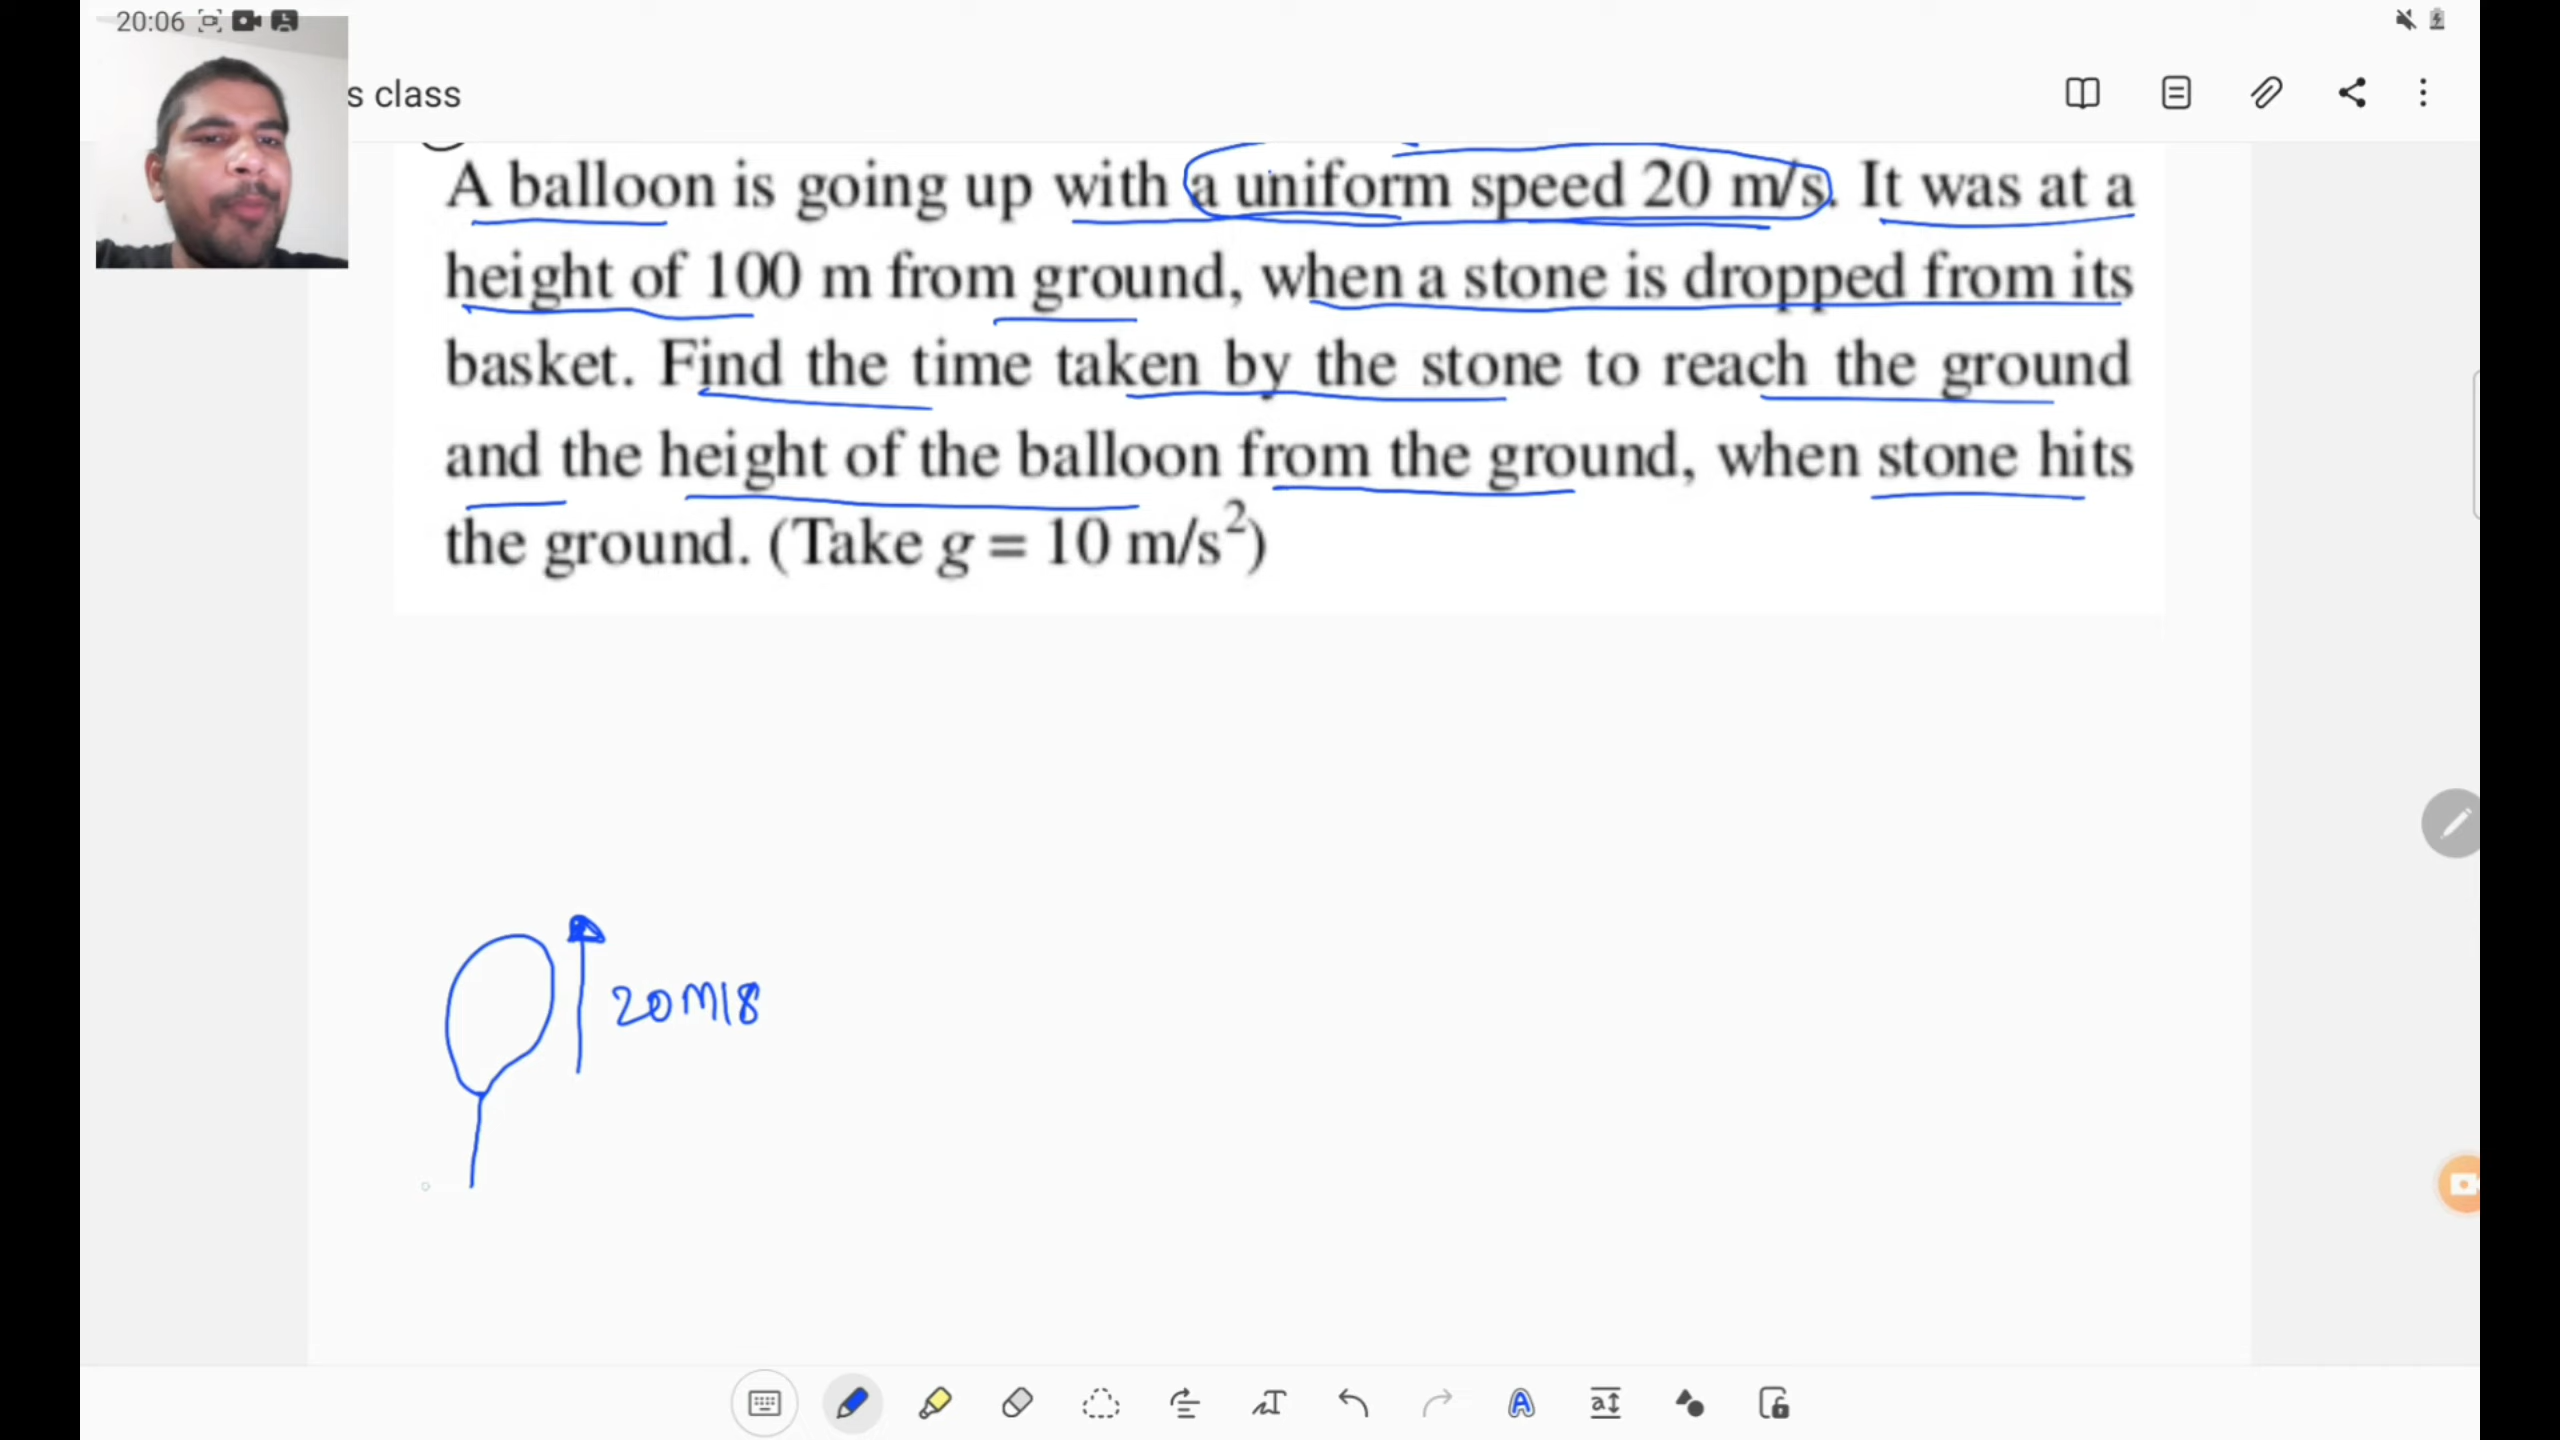 20:06
s class
A balloon is going up with a uniform speed 20 m/s. It was at a
height of 100 m from ground, when a stone is dropped from its
basket. Find the time taken by the stone to reach the ground
and the height of the balloon from the ground, when stone hits
the ground. (Take g = 10 m/s²)
20 m/s